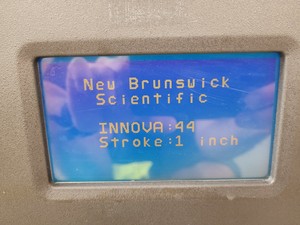 New Brunswick
Scientific
INNOVA:44
Stroke:1 inch